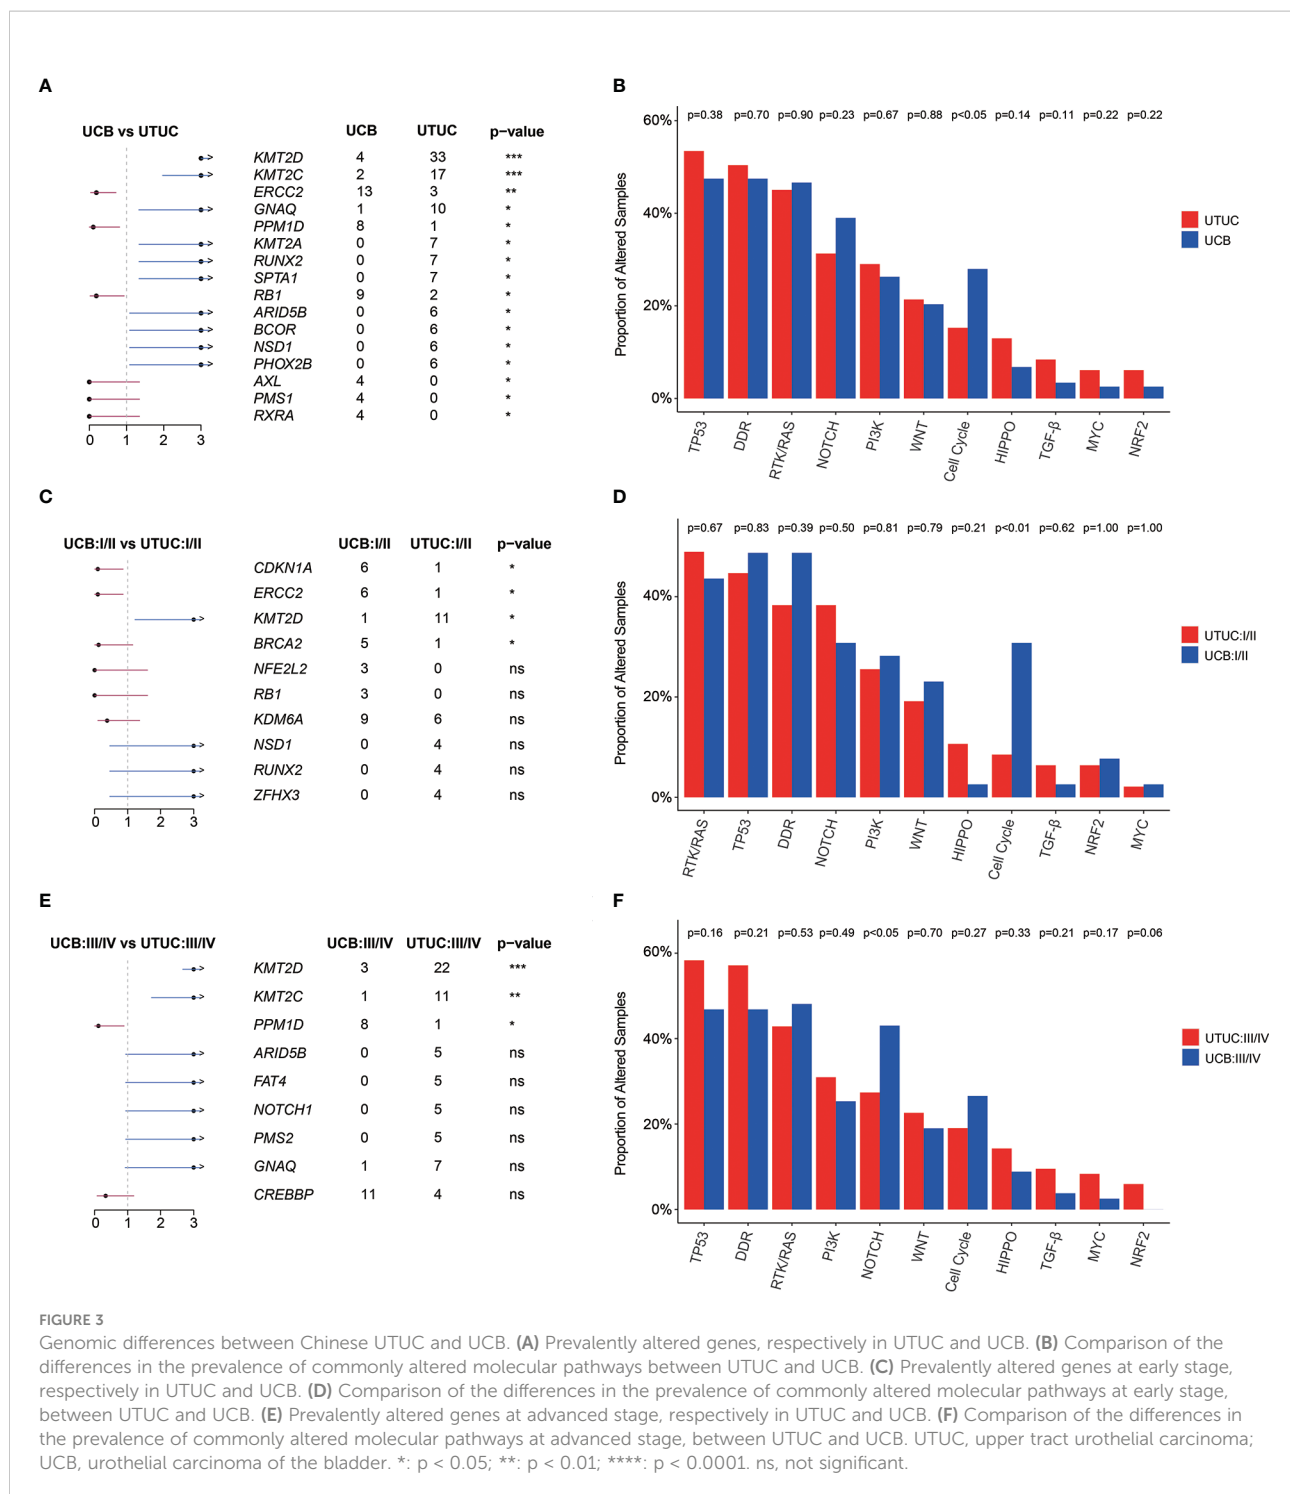 A
UCB vs UTUC UCB UTUC p−value
KMT2D 4 33 ***
KMT2C 2 17 ***
ERCC2 13 3 **
GNAQ 1 10 *
PPM1D 8 1 *
KMT2A 0 7 *
RUNX2 0 7 *
SPTA1 0 7 *
RB1 9 2 *
ARID5B 0 6 *
BCOR 0 6 *
NSD1 0 6 *
PHOX2B 0 6 *
AXL 4 0 *
PMS1 4 0 *
RXRA 4 0 *
0 1 2 3
B
p=0.38 p=0.70 p=0.90 p=0.23 p=0.67 p=0.88 p<0.05 p=0.14 p=0.11 p=0.22 p=0.22
60%
40%
20%
0%
Proportion of Altered Samples
TP53 DDR RTK/RAS NOTCH PI3K WNT Cell Cycle HIPPO TGF-β MYC NRF2
UTUC
UCB
C
UCB:I/II vs UTUC:I/II UCB:I/II UTUC:I/II p−value
CDKN1A 6 1 *
ERCC2 6 1 *
KMT2D 1 11 *
BRCA2 5 1 *
NFE2L2 3 0 ns
RB1 3 0 ns
KDM6A 9 6 ns
NSD1 0 4 ns
RUNX2 0 4 ns
ZFHX3 0 4 ns
0 1 2 3
D
p=0.67 p=0.83 p=0.39 p=0.50 p=0.81 p=0.79 p=0.21 p<0.01 p=0.62 p=1.00 p=1.00
40%
20%
0%
Proportion of Altered Samples
RTK/RAS TP53 DDR NOTCH PI3K WNT HIPPO Cell Cycle TGF-β NRF2 MYC
UTUC:I/II
UCB:I/II
E
UCB:III/IV vs UTUC:III/IV UCB:III/IV UTUC:III/IV p−value
KMT2D 3 22 ***
KMT2C 1 11 **
PPM1D 8 1 *
ARID5B 0 5 ns
FAT4 0 5 ns
NOTCH1 0 5 ns
PMS2 0 5 ns
GNAQ 1 7 ns
CREBBP 11 4 ns
0 1 2 3
F
p=0.16 p=0.21 p=0.53 p=0.49 p<0.05 p=0.70 p=0.27 p=0.33 p=0.21 p=0.17 p=0.06
60%
40%
20%
0%
Proportion of Altered Samples
TP53 DDR RTK/RAS PI3K NOTCH WNT Cell Cycle HIPPO TGF-β MYC NRF2
UTUC:III/IV
UCB:III/IV
FIGURE 3
Genomic differences between Chinese UTUC and UCB. (A) Prevalently altered genes, respectively in UTUC and UCB. (B) Comparison of the
differences in the prevalence of commonly altered molecular pathways between UTUC and UCB. (C) Prevalently altered genes at early stage,
respectively in UTUC and UCB. (D) Comparison of the differences in the prevalence of commonly altered molecular pathways at early stage,
between UTUC and UCB. (E) Prevalently altered genes at advanced stage, respectively in UTUC and UCB. (F) Comparison of the differences in
the prevalence of commonly altered molecular pathways at advanced stage, between UTUC and UCB. UTUC, upper tract urothelial carcinoma;
UCB, urothelial carcinoma of the bladder. *: p < 0.05; **: p < 0.01; ****: p < 0.0001. ns, not significant.